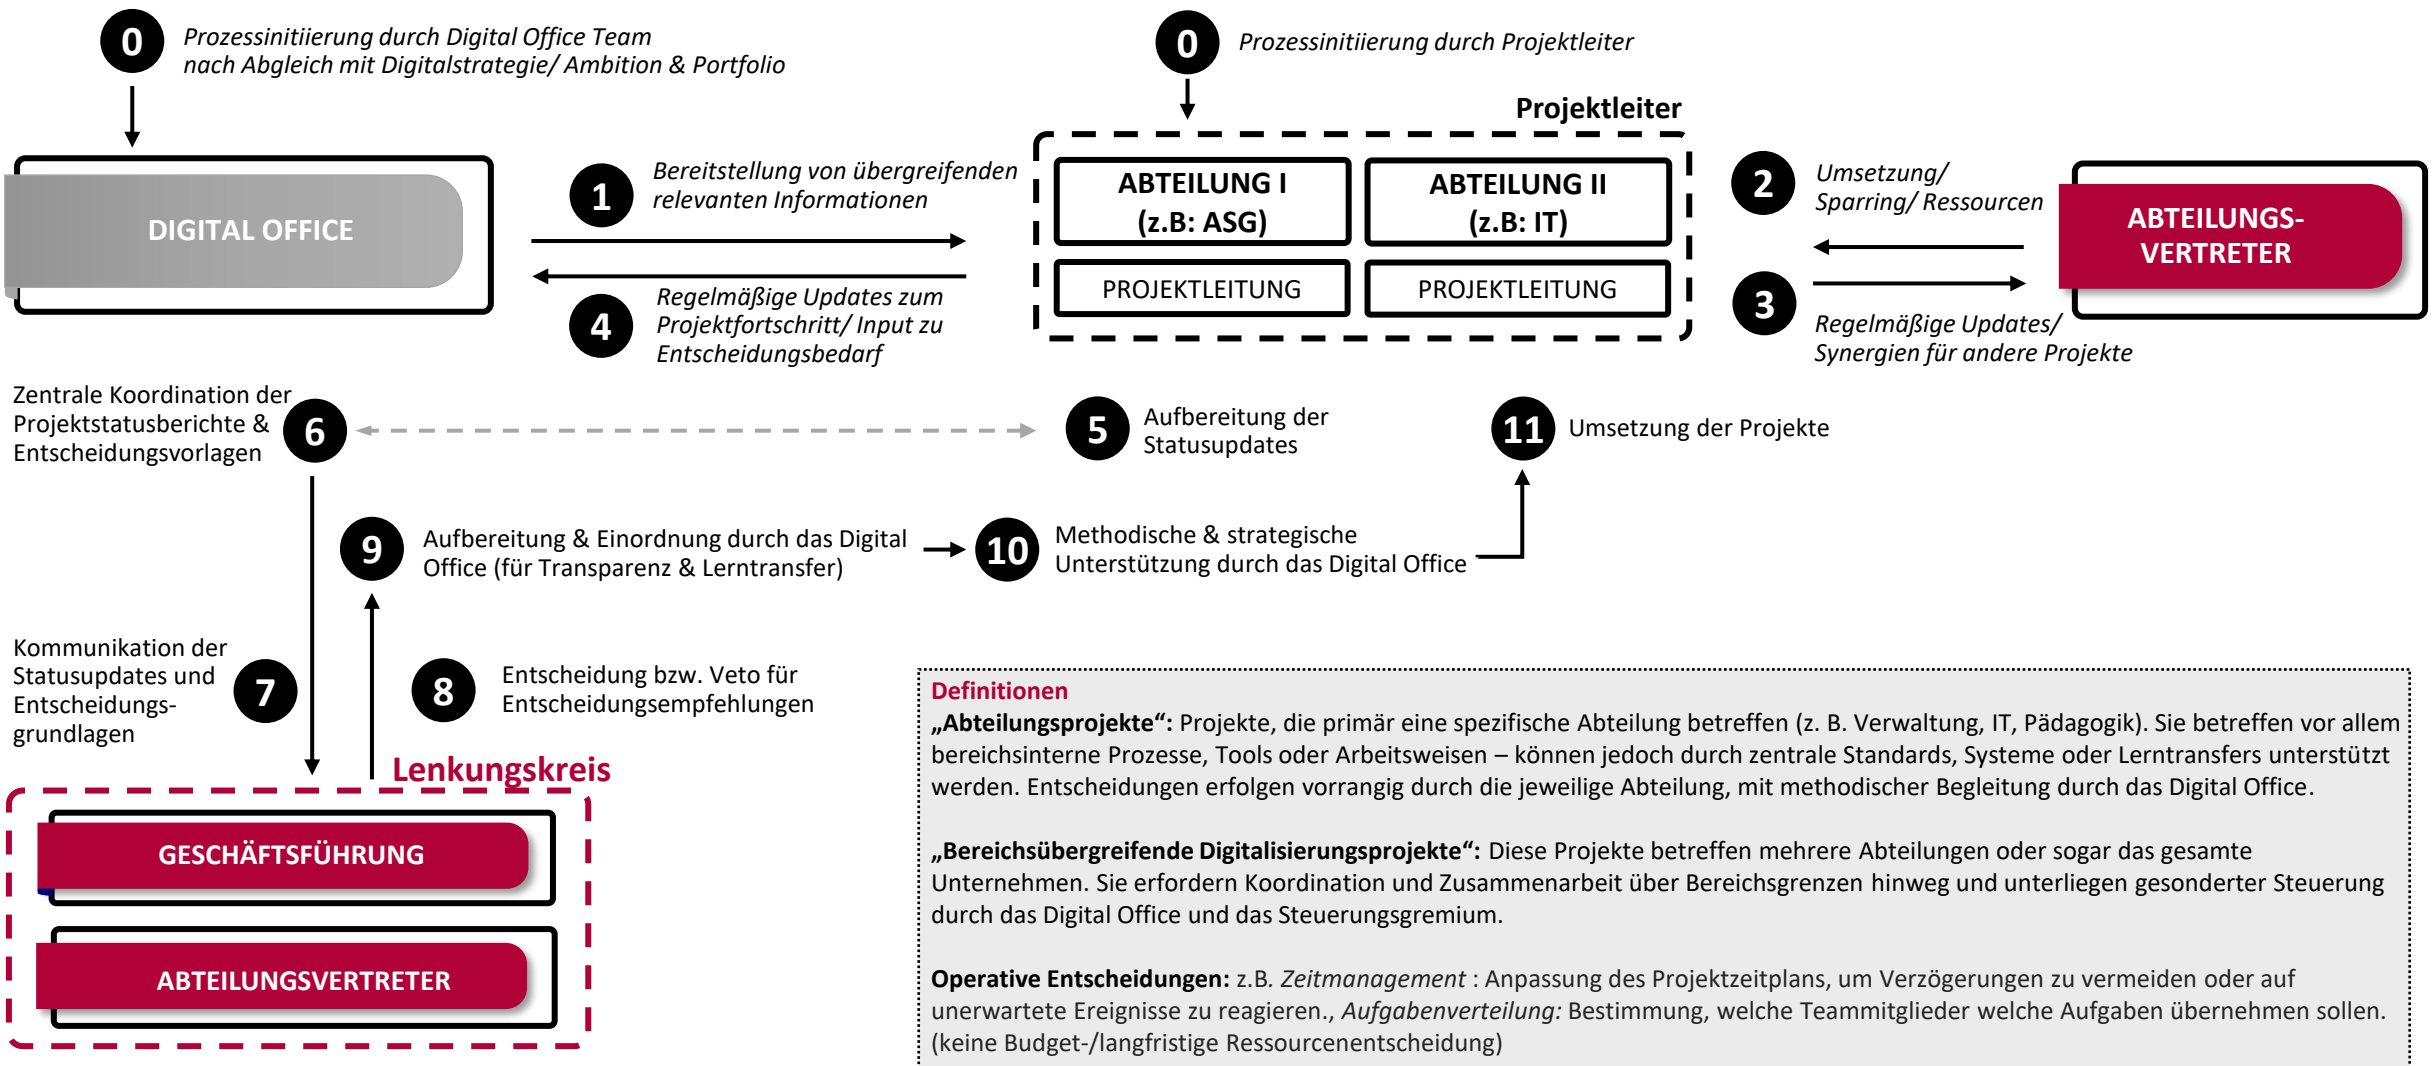 0
Prozessinitiierung durch Digital Office Team
nach Abgleich mit Digitalstrategie/ Ambition & Portfolio
0
Prozessinitiierung durch Projektleiter
Projektleiter
DIGITAL OFFICE
1
Bereitstellung von übergreifenden
relevanten Informationen
4
Regelmäßige Updates zum
Projektfortschritt/ Input zu
Entscheidungsbedarf
ABTEILUNG I
(z.B: ASG)
PROJEKTLEITUNG
ABTEILUNG II
(z.B: IT)
PROJEKTLEITUNG
2
Umsetzung/
Sparring/ Ressourcen
3
Regelmäßige Updates/
Synergien für andere Projekte
ABTEILUNGS-
VERTRETER
Zentrale Koordination der
Projektstatusberichte &
Entscheidungsvorlagen
6
5
Aufbereitung der
Statusupdates
11
Umsetzung der Projekte
9
Aufbereitung & Einordnung durch das Digital
Office (für Transparenz & Lerntransfer)
10
Methodische & strategische
Unterstützung durch das Digital Office
Kommunikation der
Statusupdates und
Entscheidungs-
grundlagen
7
8
Entscheidung bzw. Veto für
Entscheidungsempfehlungen
Lenkungskreis
GESCHÄFTSFÜHRUNG
ABTEILUNGSVERTRETER
Definitionen
„Abteilungsprojekte“: Projekte, die primär eine spezifische Abteilung betreffen (z. B. Verwaltung, IT, Pädagogik). Sie betreffen vor allem
bereichsinterne Prozesse, Tools oder Arbeitsweisen – können jedoch durch zentrale Standards, Systeme oder Lerntransfers unterstützt
werden. Entscheidungen erfolgen vorrangig durch die jeweilige Abteilung, mit methodischer Begleitung durch das Digital Office.
„Bereichsübergreifende Digitalisierungsprojekte“: Diese Projekte betreffen mehrere Abteilungen oder sogar das gesamte
Unternehmen. Sie erfordern Koordination und Zusammenarbeit über Bereichsgrenzen hinweg und unterliegen gesonderter Steuerung
durch das Digital Office und das Steuerungsgremium.
Operative Entscheidungen: z.B. Zeitmanagement : Anpassung des Projektzeitplans, um Verzögerungen zu vermeiden oder auf
unerwartete Ereignisse zu reagieren., Aufgabenverteilung: Bestimmung, welche Teammitglieder welche Aufgaben übernehmen sollen.
(keine Budget-/langfristige Ressourcenentscheidung)